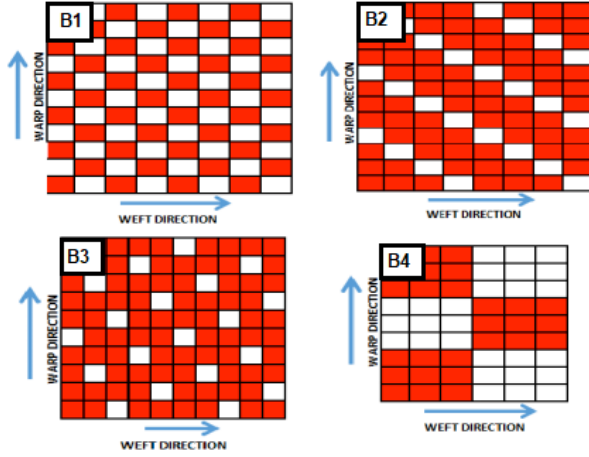 B1
WARP DIRECTION
WEFT DIRECTION
B2
WARP DIRECTION
WEFT DIRECTION
B3
WARP DIRECTION
WEFT DIRECTION
B4
WARP DIRECTION
WEFT DIRECTION